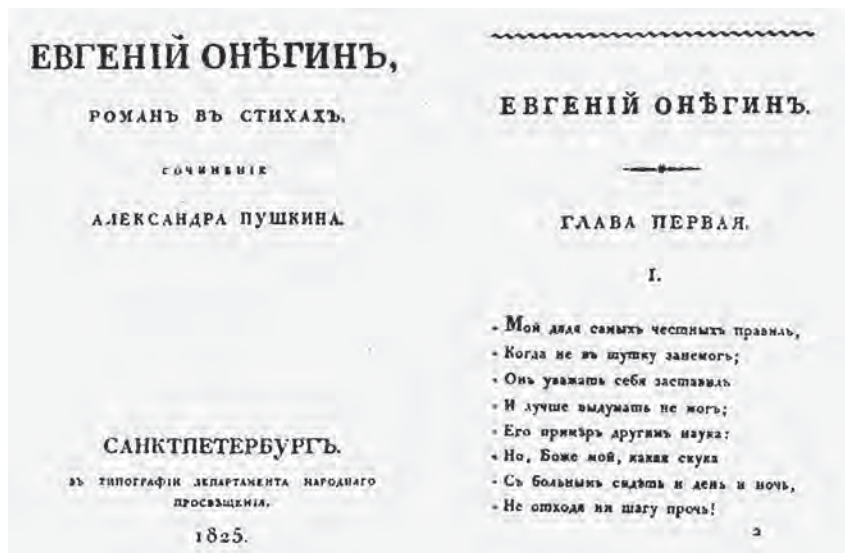 ЕВГЕНІЙ ОНѢГИНЪ,
РОМАНЪ ВЪ СТИХАХЪ.
СОЧИНЕНІЕ
АЛЕКСАНДРА ПУШКИНА.
САНКТПЕТЕРБУРГЪ.
ВЪ ТИПОГРАФІИ ДЕПАРТАМЕНТА НАРОДНАГО
ПРОСВѢЩЕНІЯ.
1825.
ЕВГЕНІЙ ОНѢГИНЪ.
ГЛАВА ПЕРВАЯ.
I.
« Мой дядя самыхъ честныхъ правилъ,
« Когда не въ шутку занемогъ;
« Онъ уважать себя заставилъ
« И лучше выдумать не могъ;
« Его примѣръ другимъ наука:
« Но, Боже мой, какая скука
« Съ больнымъ сидѣть и день и ночь,
« Не отходя ни шагу прочь!
2